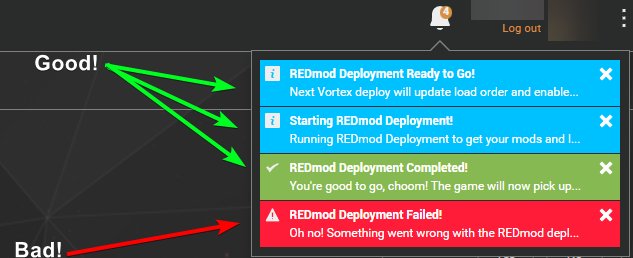 4
Log out
Good!
REDmod Deployment Ready to Go!
Next Vortex deploy will update load order and enable...
Starting REDmod Deployment!
Running REDmod Deployment to get your mods and l...
REDmod Deployment Completed!
You're good to go, choom! The game will now pick up...
REDmod Deployment Failed!
Oh no! Something went wrong with the REDmod depl...
Bad!